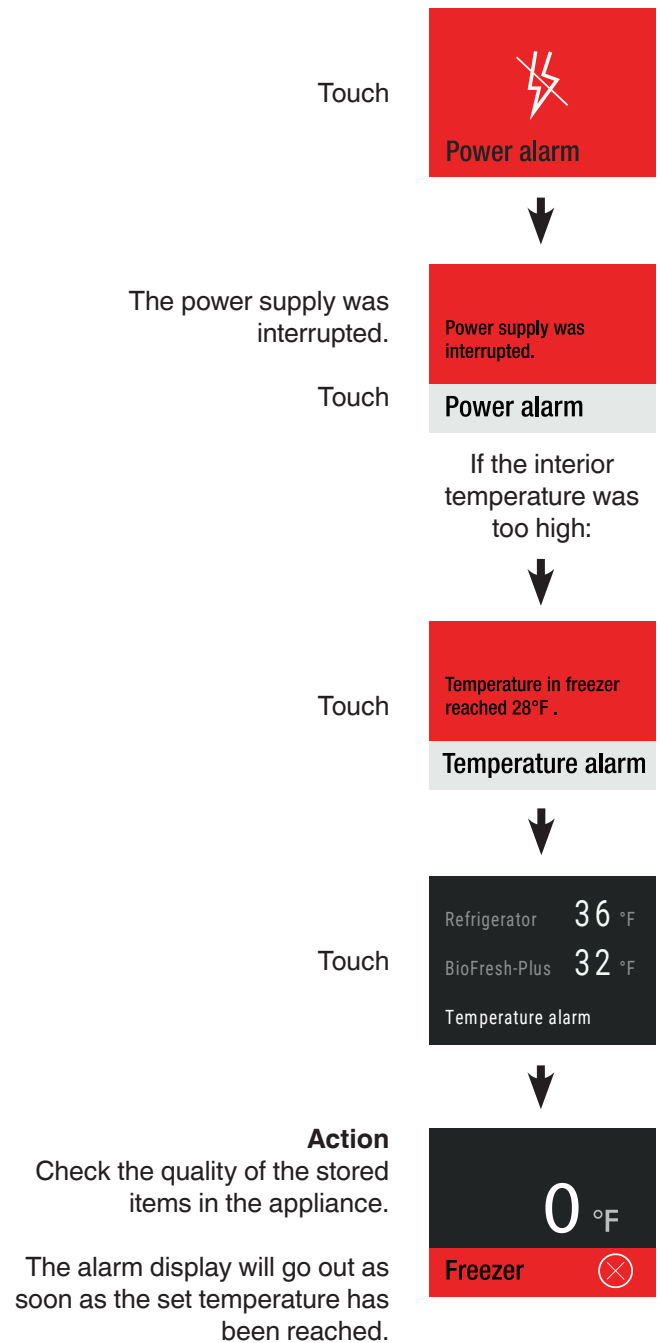 Touch
Power alarm
The power supply was
interrupted.
Touch
Power supply was
interrupted.
Power alarm
If the interior
temperature was
too high:
Touch
Temperature in freezer
reached 28°F .
Temperature alarm
Touch
Refrigerator 36 °F
BioFresh-Plus 32 °F
Temperature alarm
Action
Check the quality of the stored
items in the appliance.
The alarm display will go out as
soon as the set temperature has
been reached.
0 °F
Freezer